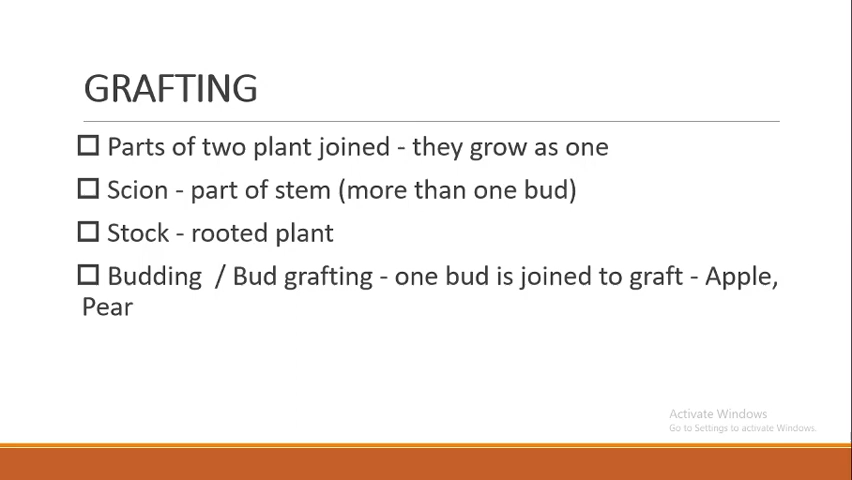 GRAFTING
Parts of two plant joined - they grow as one
Scion - part of stem (more than one bud)
Stock - rooted plant
Budding / Bud grafting - one bud is joined to graft - Apple,
Pear
Activate Windows
Go to Settings to activate Windows.